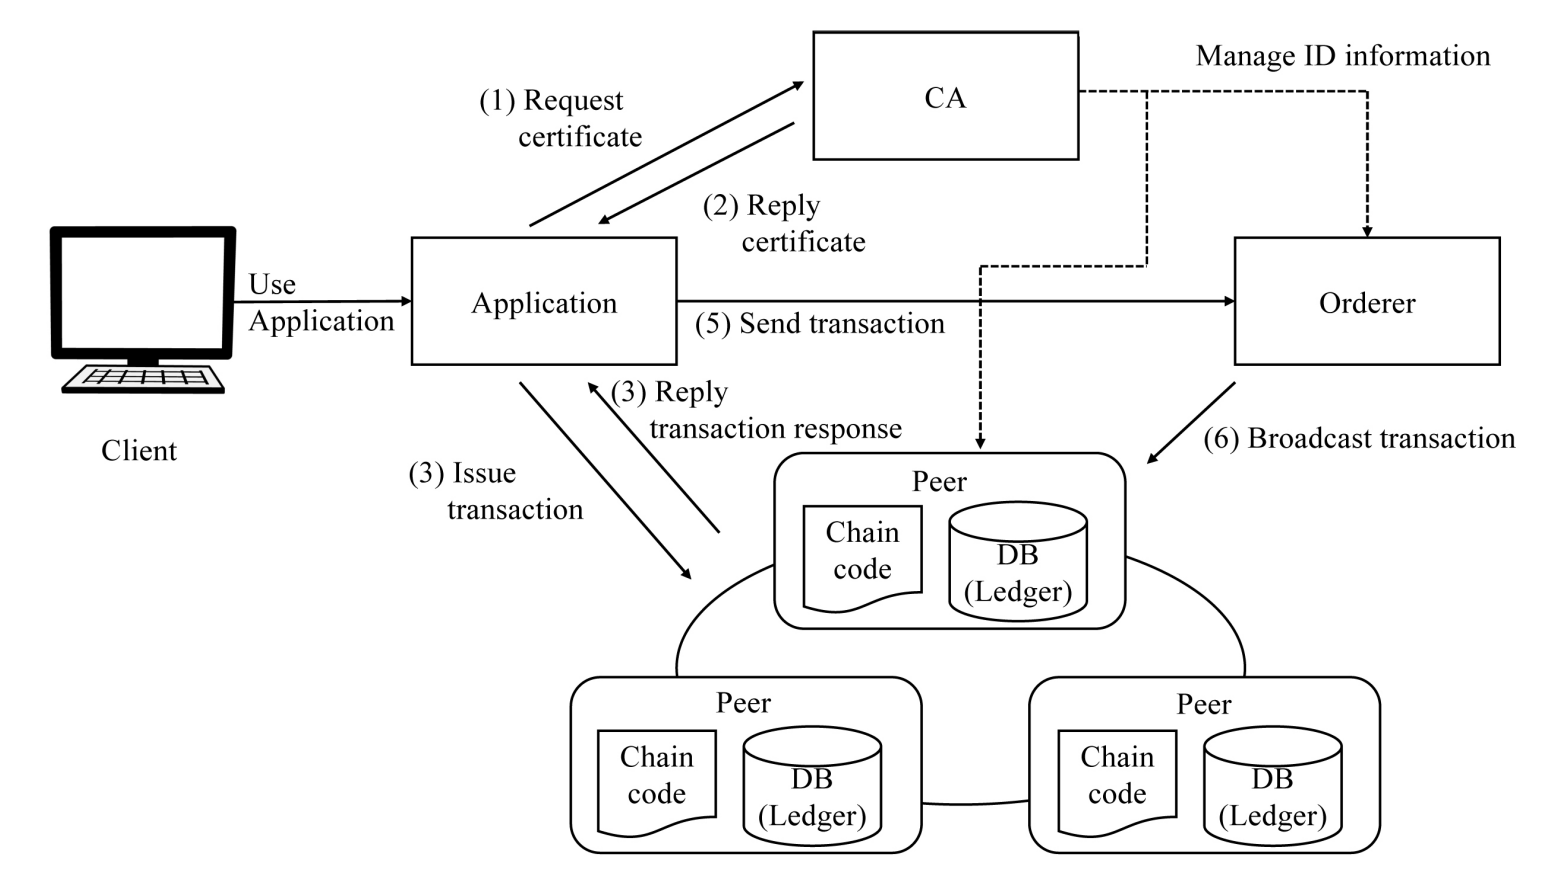 Manage ID information
CA
(1) Request
certificate
(2) Reply
certificate
Use
Application
Application
Orderer
(5) Send transaction
(3) Reply
transaction response
(6) Broadcast transaction
Client
(3) Issue
transaction
Peer
Chain
code
DB
(Ledger)
Peer
Chain
code
DB
(Ledger)
Peer
Chain
code
DB
(Ledger)